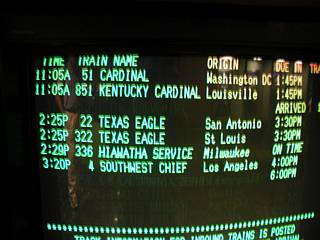 TIME TRAIN NAME ORIGIN DUE IN
11:05A 51 CARDINAL Washington DC 1:45PM
11:05A 851 KENTUCKY CARDINAL Louisville 1:45PM
ARRIVED
2:25P 22 TEXAS EAGLE San Antonio 3:30PM
2:25P 322 TEXAS EAGLE St Louis 3:30PM
2:29P 336 HIAWATHA SERVICE Milwaukee ON TIME
3:20P 4 SOUTHWEST CHIEF Los Angeles 4:00PM
6:00PM
TRACK INFORMATION FOR INBOUND TRAINS IS POSTED